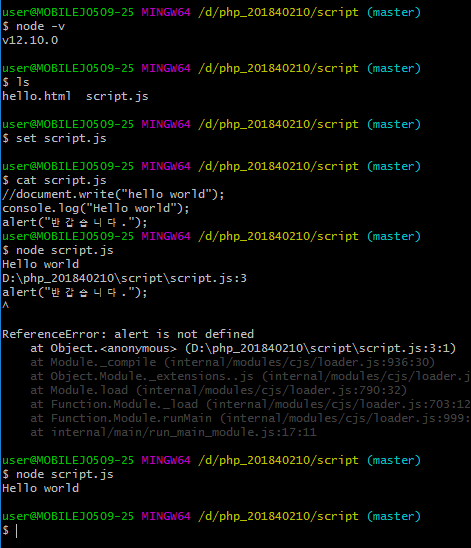 user@MOBILEJ0509-25 MINGW64 /d/php_201840210/script (master)
$ node -v
v12.10.0
user@MOBILEJ0509-25 MINGW64 /d/php_201840210/script (master)
$ ls
hello.html  script.js
user@MOBILEJ0509-25 MINGW64 /d/php_201840210/script (master)
$ set script.js
user@MOBILEJ0509-25 MINGW64 /d/php_201840210/script (master)
$ cat script.js
//document.write("hello world");
console.log("Hello world");
alert("반갑습니다.");
user@MOBILEJ0509-25 MINGW64 /d/php_201840210/script (master)
$ node script.js
Hello world
D:\php_201840210\script\script.js:3
alert("반갑습니다.");
^
ReferenceError: alert is not defined
    at Object.<anonymous> (D:\php_201840210\script\script.js:3:1)
    at Module._compile (internal/modules/cjs/loader.js:936:30)
    at Object.Module._extensions..js (internal/modules/cjs/loader.j
    at Module.load (internal/modules/cjs/loader.js:790:32)
    at Function.Module._load (internal/modules/cjs/loader.js:703:12
    at Function.Module.runMain (internal/modules/cjs/loader.js:999:
    at internal/main/run_main_module.js:17:11
user@MOBILEJ0509-25 MINGW64 /d/php_201840210/script (master)
$ node script.js
Hello world
user@MOBILEJ0509-25 MINGW64 /d/php_201840210/script (master)
$